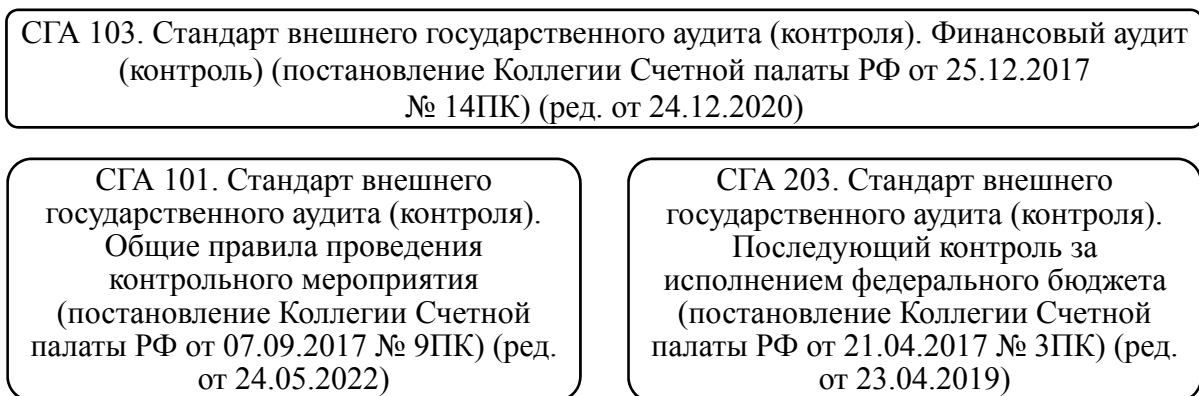 СГА 103. Стандарт внешнего государственного аудита (контроля). Финансовый аудит
(контроль) (постановление Коллегии Счетной палаты РФ от 25.12.2017
№ 14ПК) (ред. от 24.12.2020)
СГА 101. Стандарт внешнего
государственного аудита (контроля).
Общие правила проведения
контрольного мероприятия
(постановление Коллегии Счетной
палаты РФ от 07.09.2017 № 9ПК) (ред.
от 24.05.2022)
СГА 203. Стандарт внешнего
государственного аудита (контроля).
Последующий контроль за
исполнением федерального бюджета
(постановление Коллегии Счетной
палаты РФ от 21.04.2017 № 3ПК) (ред.
от 23.04.2019)